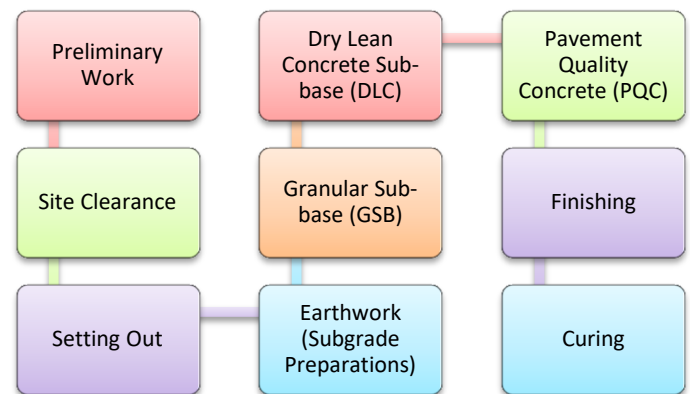 Preliminary
Work
Site Clearance
Setting Out
Earthwork
(Subgrade
Preparations)
Granular Sub-
base (GSB)
Dry Lean
Concrete Sub-
base (DLC)
Pavement
Quality
Concrete (PQC)
Finishing
Curing